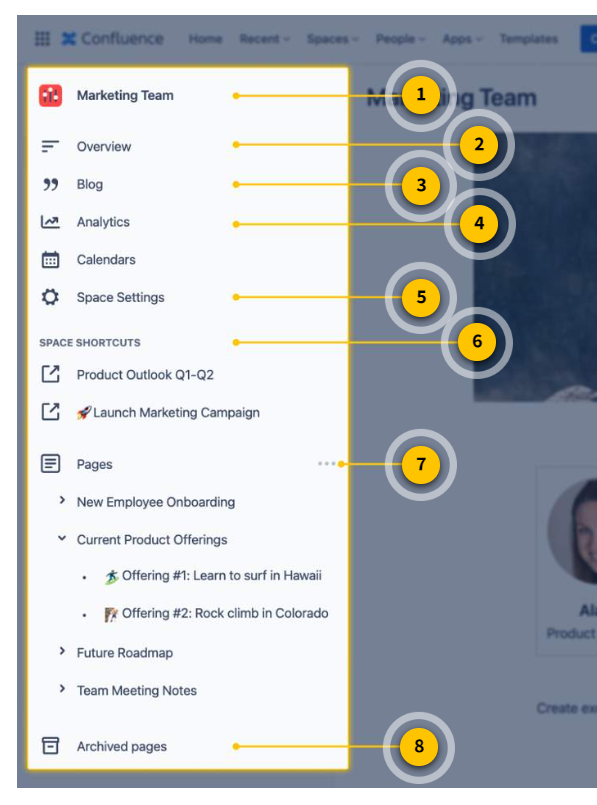 Confluence Home Recent Spaces People Apps Templates
Marketing Team 1 Marketing Team
Overview 2
Blog 3
Analytics 4
Calendars
Space Settings 5
SPACE SHORTCUTS 6
Product Outlook Q1-Q2
🚀Launch Marketing Campaign
Pages ••• 7
New Employee Onboarding
Current Product Offerings
• Offering #1: Learn to surf in Hawaii
• Offering #2: Rock climb in Colorado
Product
Future Roadmap
Team Meeting Notes
Create
Archived pages 8